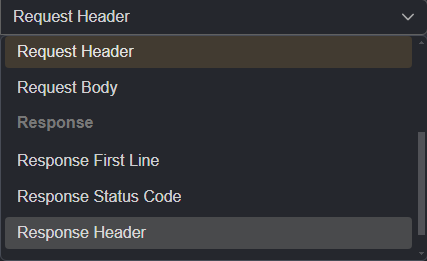 Request Header
Request Header
Request Body
Response
Response First Line
Response Status Code
Response Header